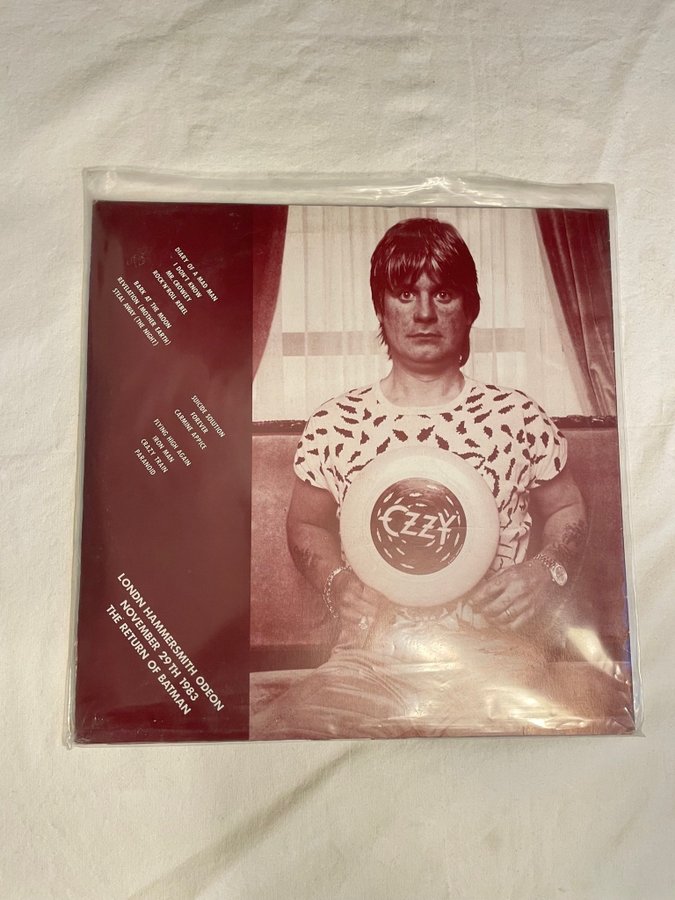 DIARY OF A MAD MAN
I DON'T KNOW
MR. CROWLEY
ROCK'N'ROLL REBEL
BARK AT THE MOON
REVELATION (MOTHER EARTH)
STEAL AWAY (THE NIGHT)
SUICIDE SOLUTION
FOREVER
CARMINE APPICE
FLYING HIGH AGAIN
IRON MAN
CRAZY TRAIN
PARANOID
LONDN HAMMERSMITH ODEON
NOVEMBER 29TH 1983
THE RETURN OF BATMAN
OZZY